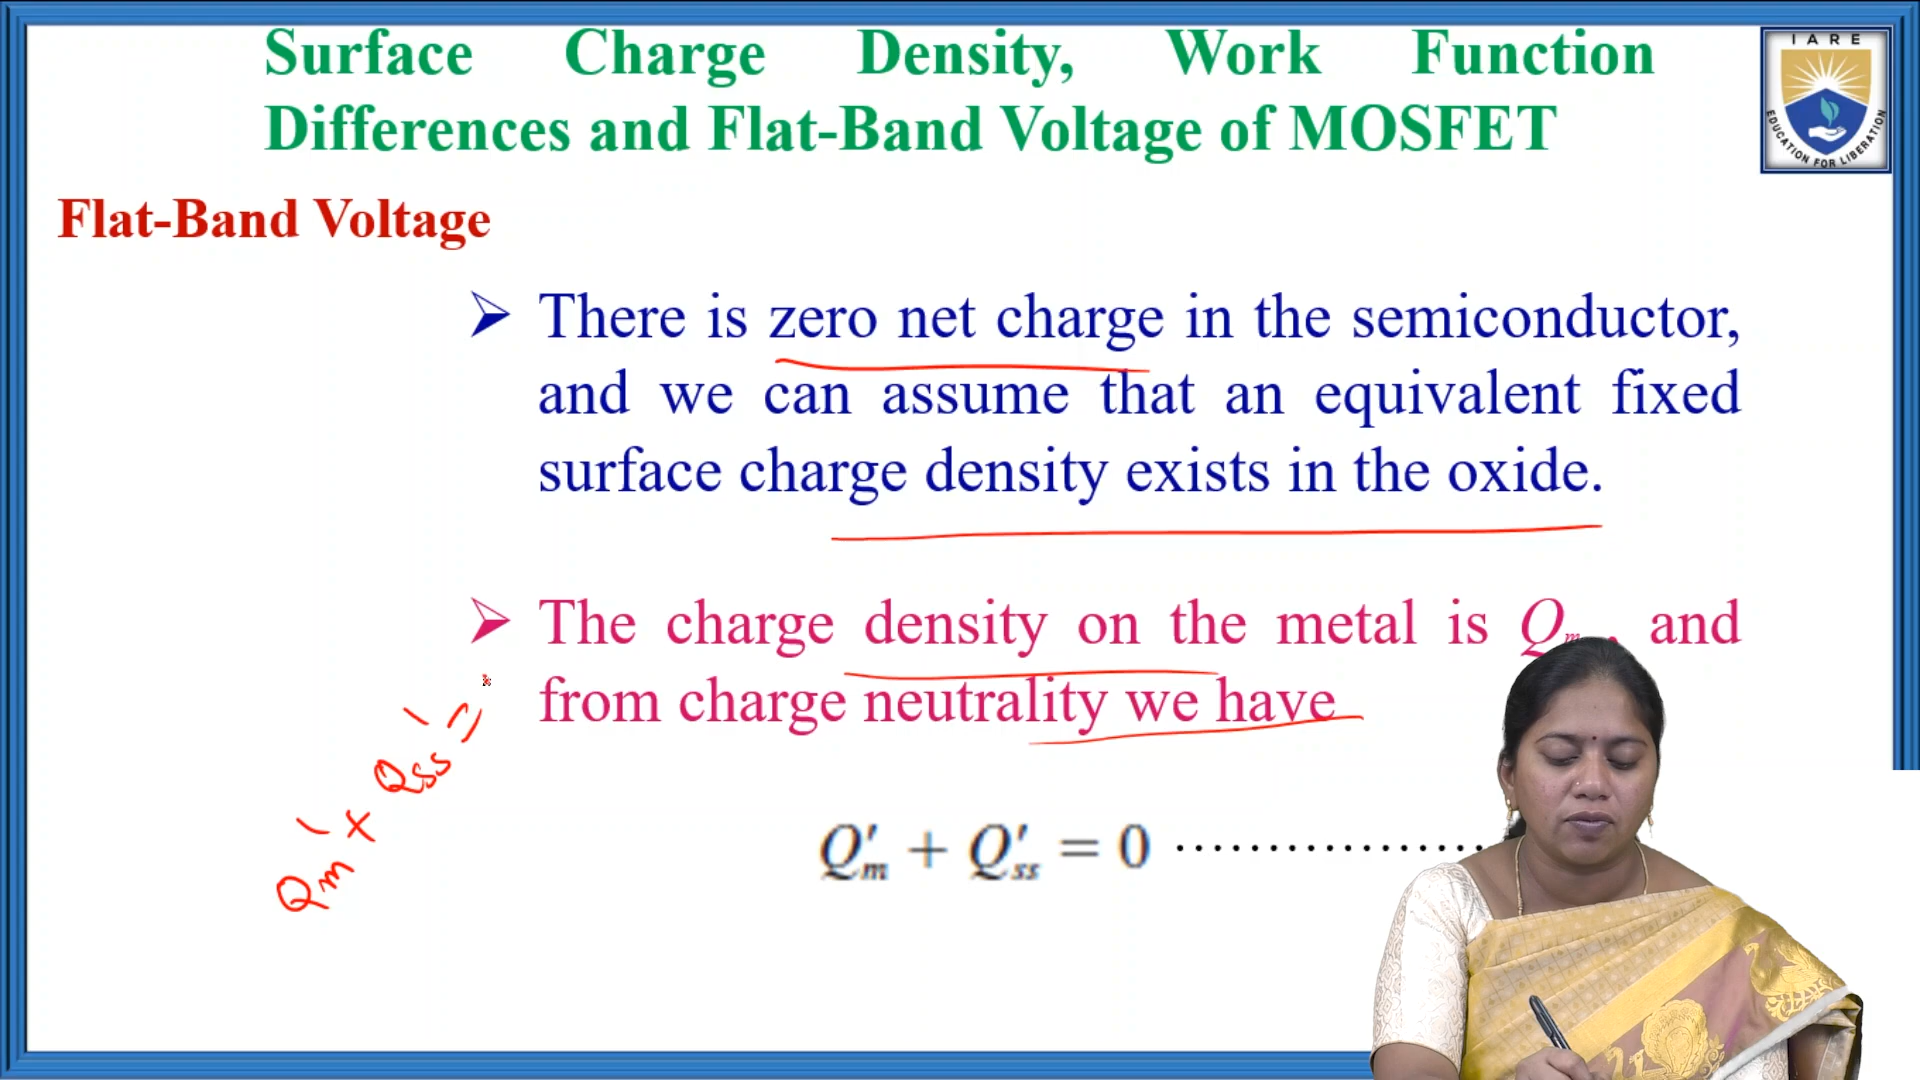 Surface Charge Density, Work Function
Differences and Flat-Band Voltage of MOSFET
IARE
EDUCATION FOR LIBERATION
Flat-Band Voltage
➢ There is zero net charge in the semiconductor,
and we can assume that an equivalent fixed
surface charge density exists in the oxide.
➢ The charge density on the metal is Qm, and
from charge neutrality we have
Qm' + Qss' =
Q′m + Q′ss = 0 ..................